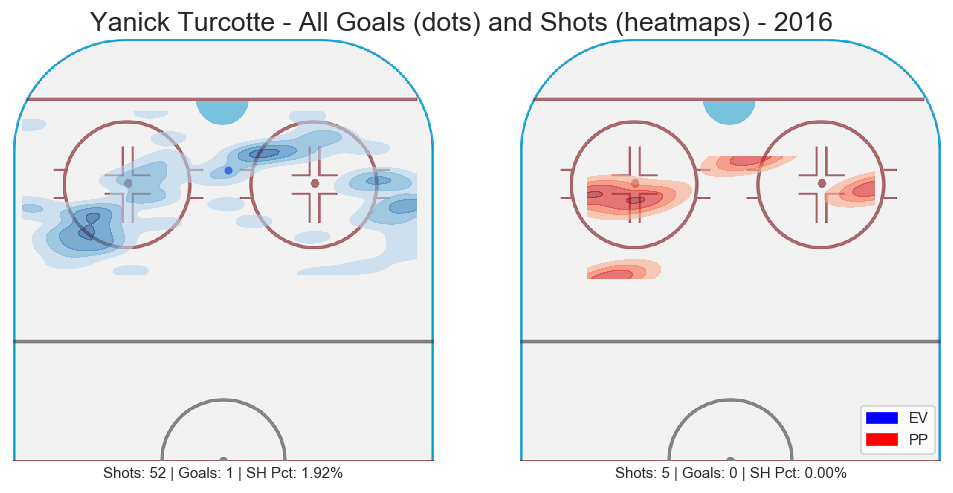 Yanick Turcotte - All Goals (dots) and Shots (heatmaps) - 2016
EV
PP
Shots: 52 | Goals: 1 | SH Pct: 1.92%
Shots: 5 | Goals: 0 | SH Pct: 0.00%